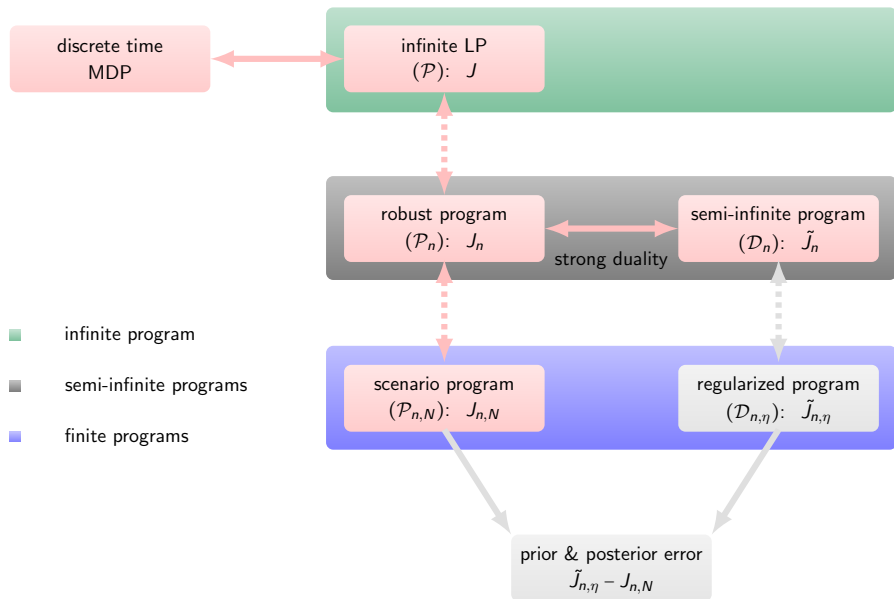 discrete time
MDP
infinite LP
(𝒫): J
robust program
(𝒫ₙ): Jₙ
semi-infinite program
(𝒟ₙ): J̃ₙ
strong duality
infinite program
semi-infinite programs
finite programs
scenario program
(𝒫ₙ,N): Jₙ,N
regularized program
(𝒟ₙ,η): J̃ₙ,η
prior & posterior error
J̃ₙ,η − Jₙ,N